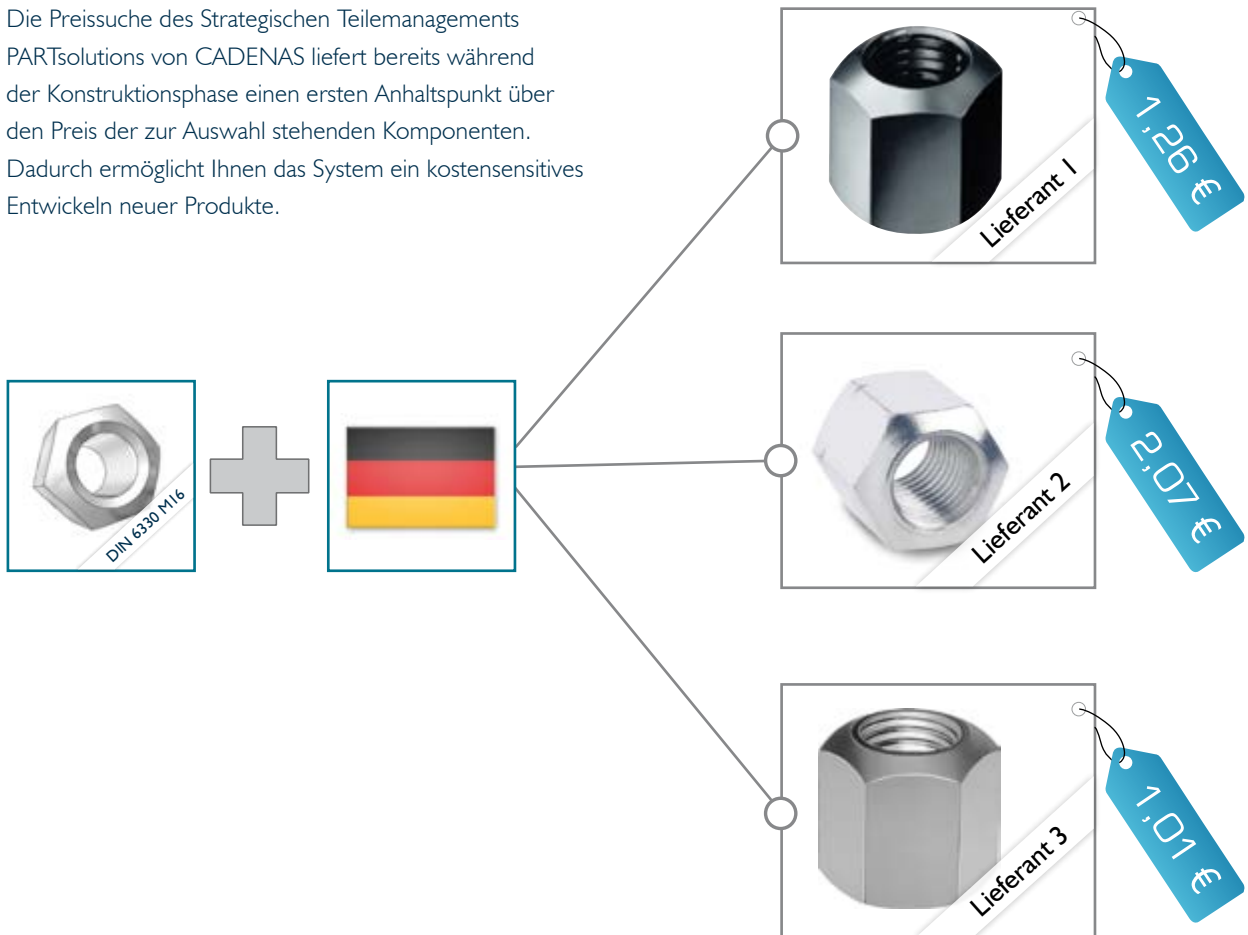 Die Preissuche des Strategischen Teilemanagements
PARTsolutions von CADENAS liefert bereits während
der Konstruktionsphase einen ersten Anhaltspunkt über
den Preis der zur Auswahl stehenden Komponenten.
Dadurch ermöglicht Ihnen das System ein kostensensitives
Entwickeln neuer Produkte.
Lieferant 1
1,26 €
DIN 6330 M16
Lieferant 2
2,07 €
Lieferant 3
1,01 €